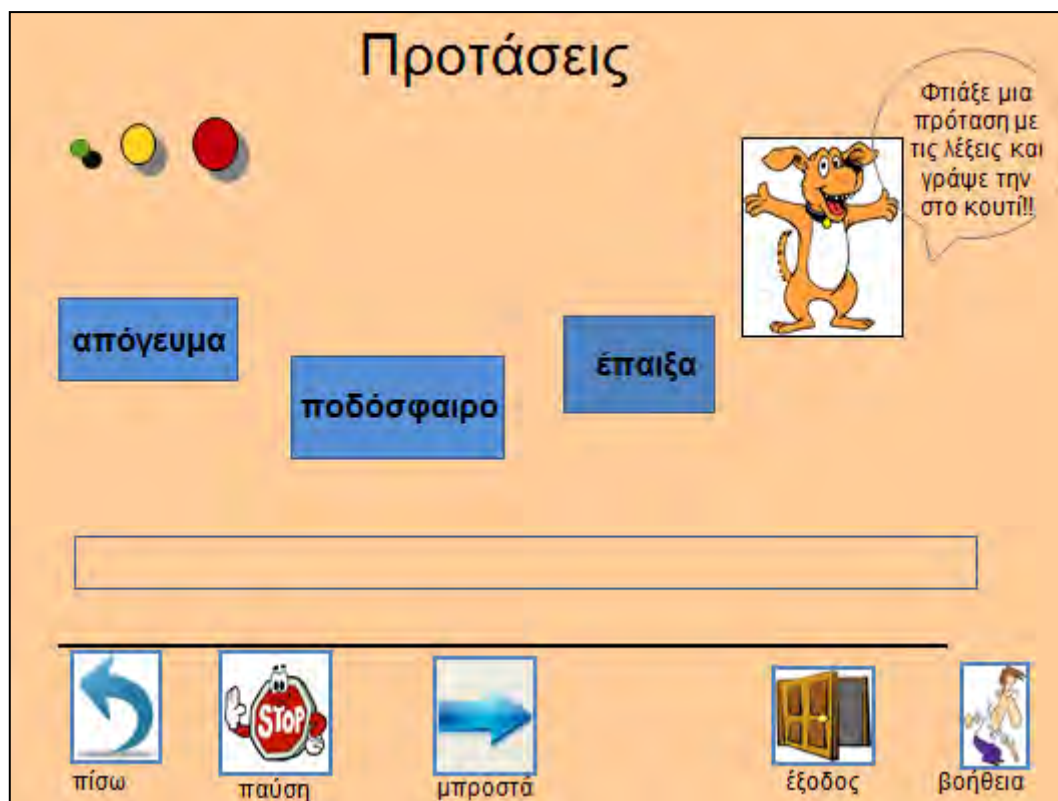 Προτάσεις
Φτιάξε μια
πρόταση με
τις λέξεις και
γράψε την
στο κουτί!!
απόγευμα
ποδόσφαιρο
έπαιξα
STOP
πίσω
παύση
μπροστά
έξοδος
βοήθεια